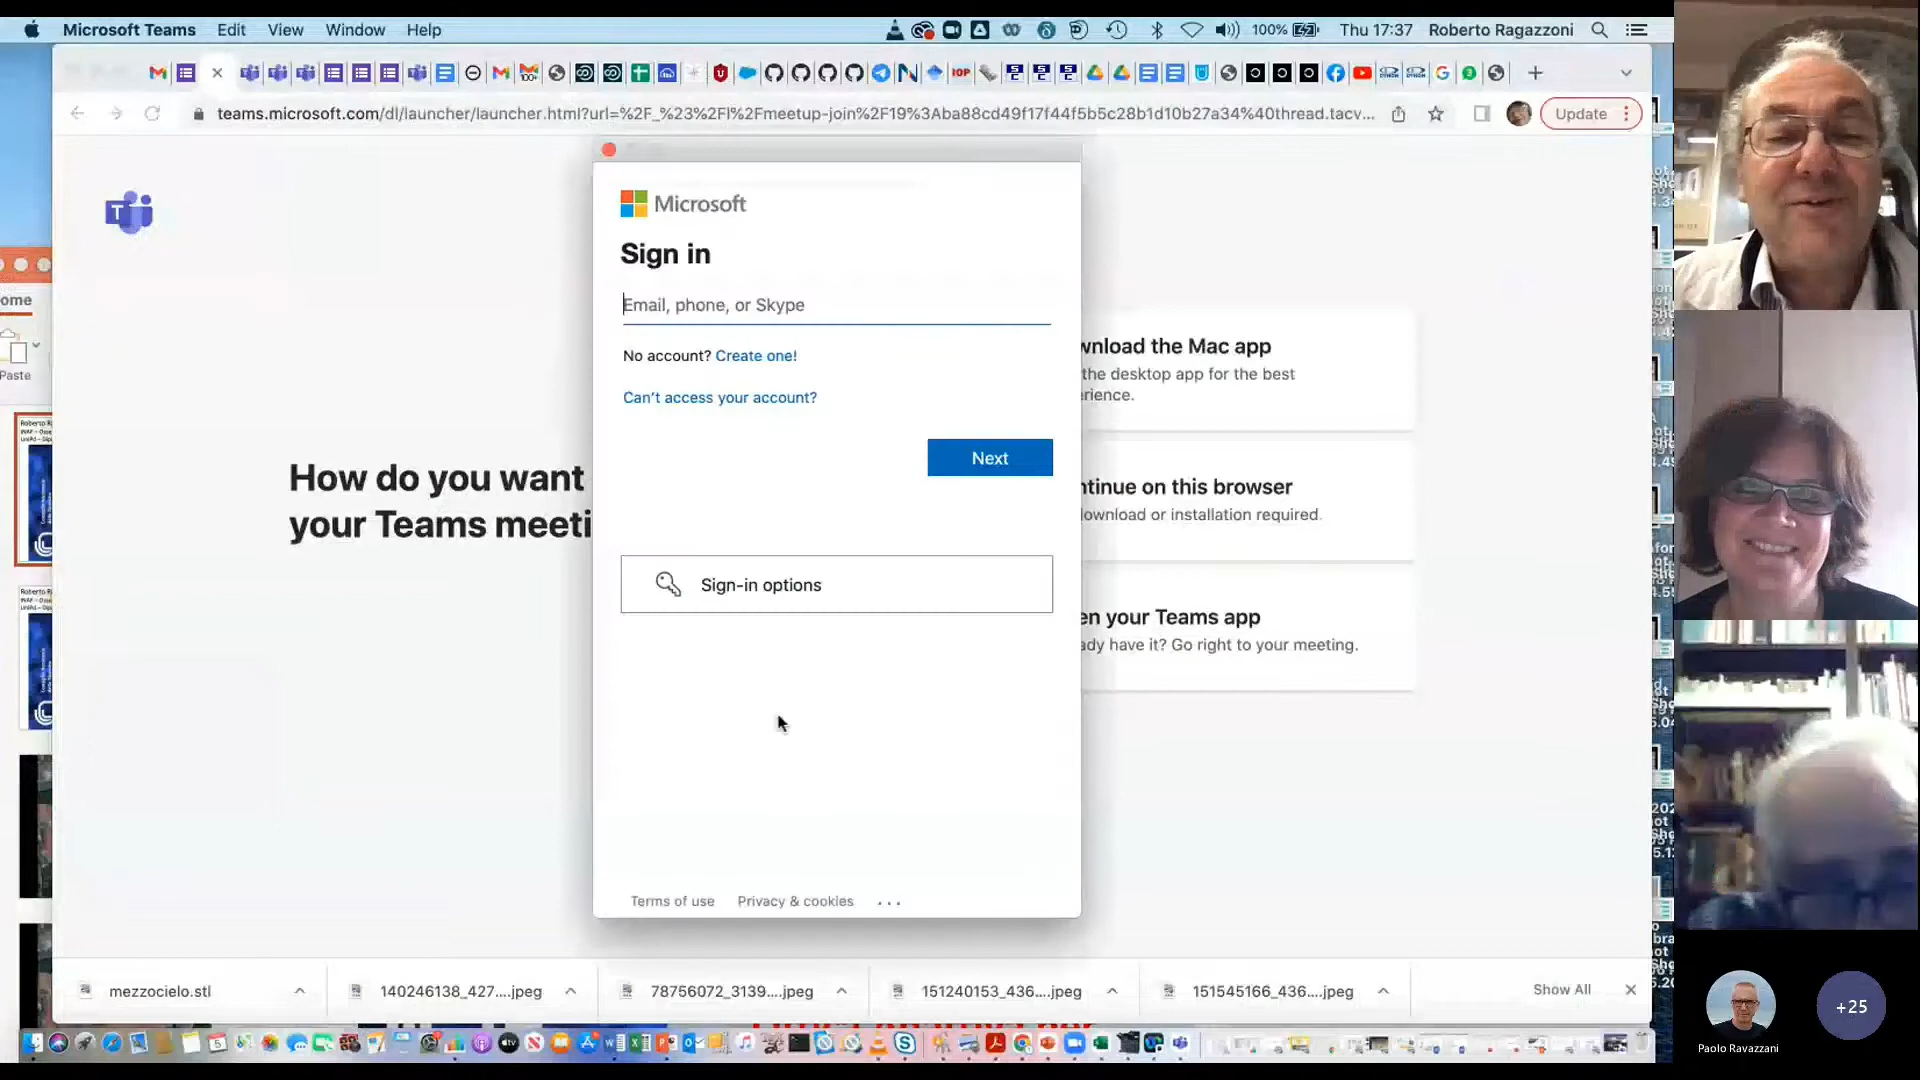 Microsoft Teams Edit View Window Help
100% Thu 17:37 Roberto Ragazzoni
teams.microsoft.com/dl/launcher/launcher.html?url=%2F_%23%2Fl%2Fmeetup-join%2F19%3Aba88cd49f17f44f5b5c28b1d10b27a34%40thread.tacv...
Update
T
Microsoft
Sign in
Email, phone, or Skype
No account? Create one!
Can't access your account?
Next
Sign-in options
Terms of use Privacy & cookies ...
How do you want
your Teams meeti
wnload the Mac app
the desktop app for the best
rience.
ntinue on this browser
ownload or installation required.
en your Teams app
ady have it? Go right to your meeting.
ome
Paste
mezzocielo.stl
140246138_427....jpeg
78756072_3139....jpeg
151240153_436....jpeg
151545166_436....jpeg
Show All
Paolo Ravazzani
+25